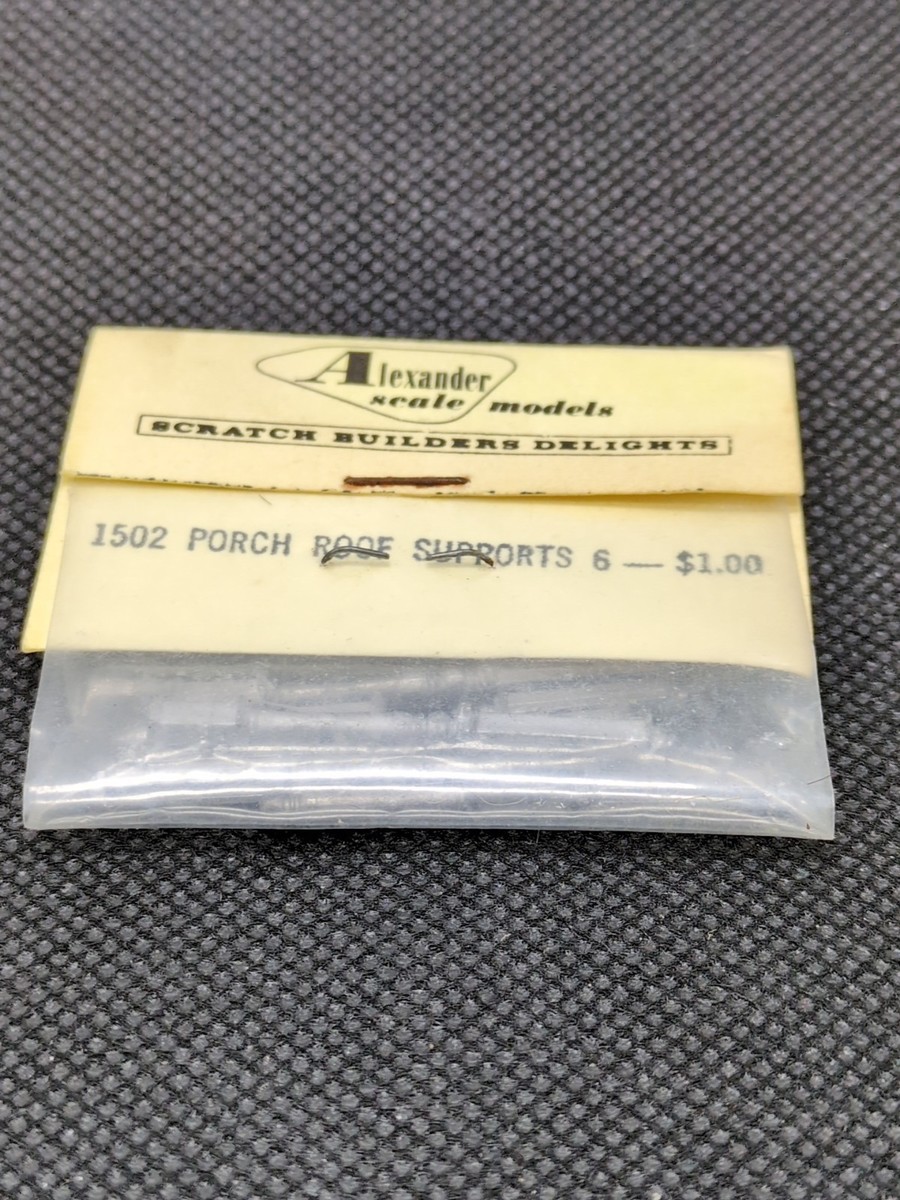 Alexander
scale models
SCRATCH BUILDERS DELIGHTS
1502 PORCH ROOF SUPPORTS 6 — $1.00